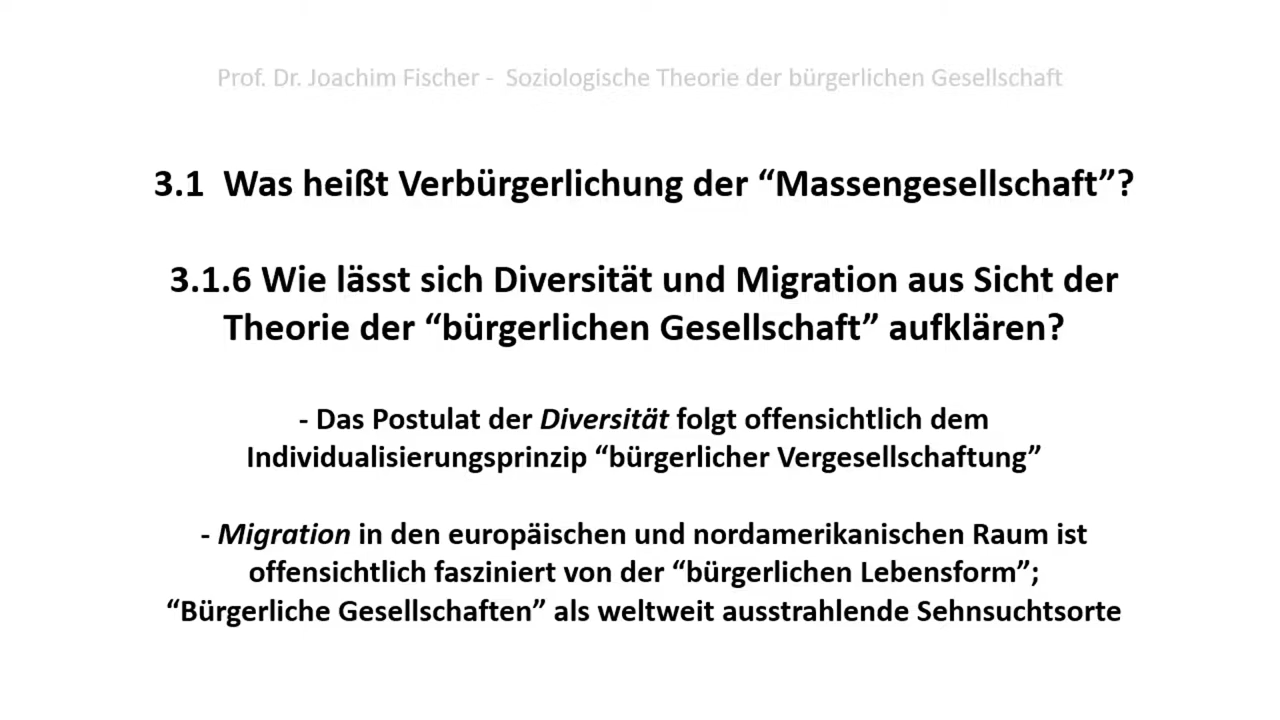 Prof. Dr. Joachim Fischer - Soziologische Theorie der bürgerlichen Gesellschaft
3.1 Was heißt Verbürgerlichung der “Massengesellschaft”?
3.1.6 Wie lässt sich Diversität und Migration aus Sicht der
Theorie der “bürgerlichen Gesellschaft” aufklären?
- Das Postulat der Diversität folgt offensichtlich dem
Individualisierungsprinzip “bürgerlicher Vergesellschaftung”
- Migration in den europäischen und nordamerikanischen Raum ist
offensichtlich fasziniert von der “bürgerlichen Lebensform”;
“Bürgerliche Gesellschaften” als weltweit ausstrahlende Sehnsuchtsorte